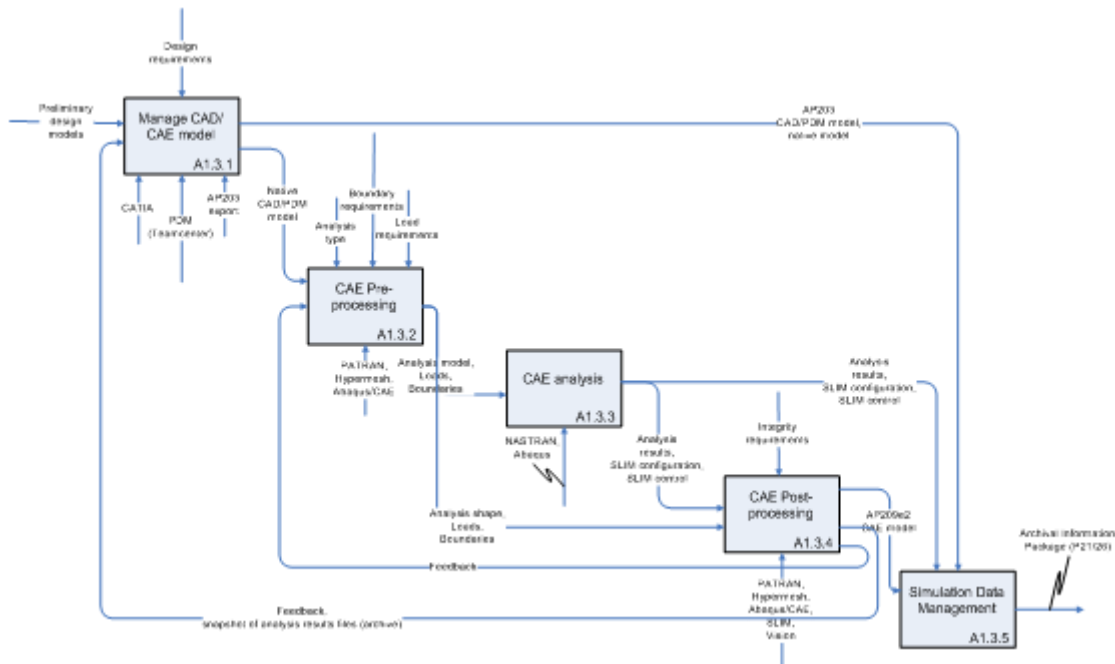 Design
requirements
Preliminary
design
models
Manage CAD/
CAE model
A1.3.1
AP203
CAD/PDM model,
native model
CATIA
PDM
(Teamcenter)
AP203
export
Native
CAD/PDM
model
Boundary
requirements
Analysis
type
Load
requirements
CAE Pre-
processing
A1.3.2
PATRAN,
Hypermesh,
Abaqus/CAE
Analysis model,
Loads,
Boundaries
CAE analysis
A1.3.3
Analysis
results,
SLIM configuration,
SLIM control
NASTRAN,
Abaqus
Analysis
results,
SLIM configuration,
SLIM control
Integrity
requirements
CAE Post-
processing
A1.3.4
Analysis shape,
Loads,
Boundaries
AP209e2
CAE model
Archival Information
Package (P21/26)
Feedback
PATRAN,
Hypermesh,
Abaqus/CAE,
SLIM,
Vision
Simulation Data
Management
A1.3.5
Feedback,
snapshot of analysis results files (archive)